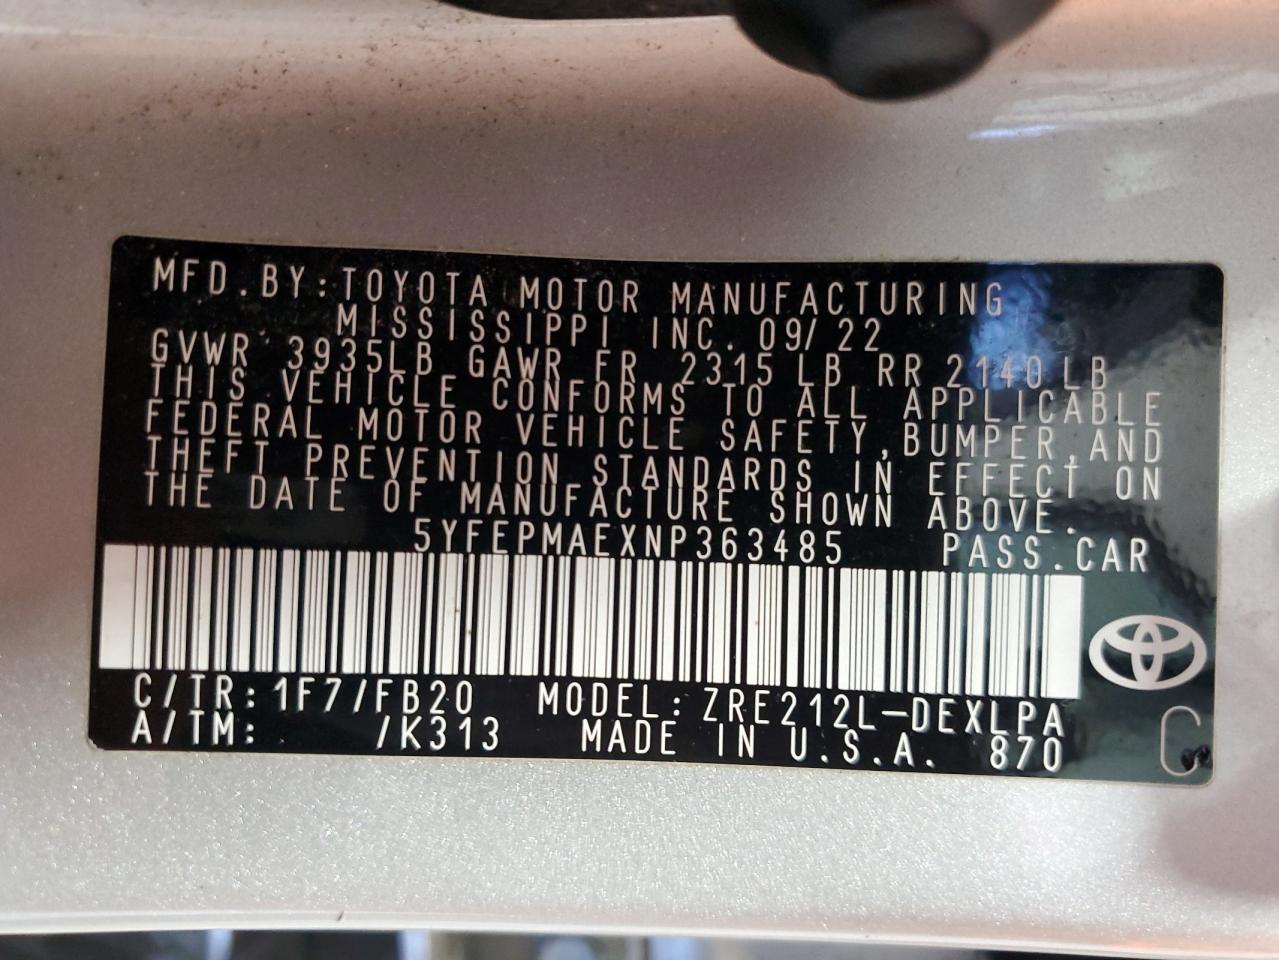 MFD.BY:TOYOTA MOTOR MANUFACTURING
MISSISSIPPI INC. 09/22
GVWR 3935LB GAWR FR 2315 LB RR 2140 LB
THIS VEHICLE CONFORMS TO ALL APPLICABLE
FEDERAL MOTOR VEHICLE SAFETY,BUMPER,AND
THEFT PREVENTION STANDARDS IN EFFECT ON
THE DATE OF MANUFACTURE SHOWN ABOVE.
5YFEPMAEXNP363485 PASS.CAR
C/TR:1F7/FB20 MODEL:ZRE212L-DEXLPA
A/TM: /K313 MADE IN U.S.A. 870
C